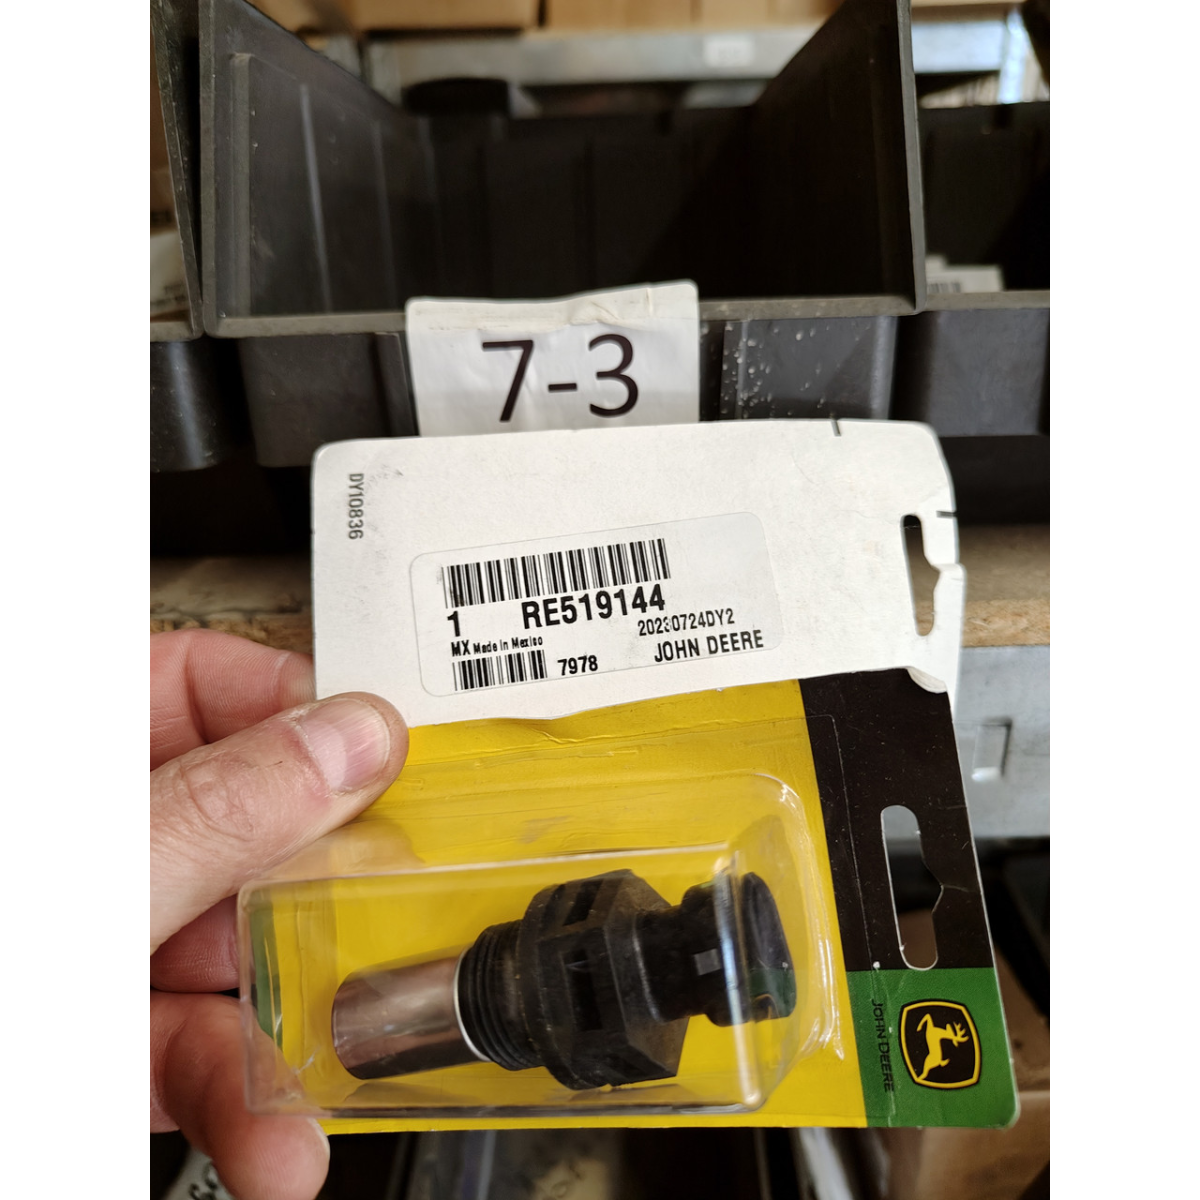 7-3
DY10836
1 RE519144
MX Made in Mexico
20230724DY2
7978
JOHN DEERE
JOHN DEERE